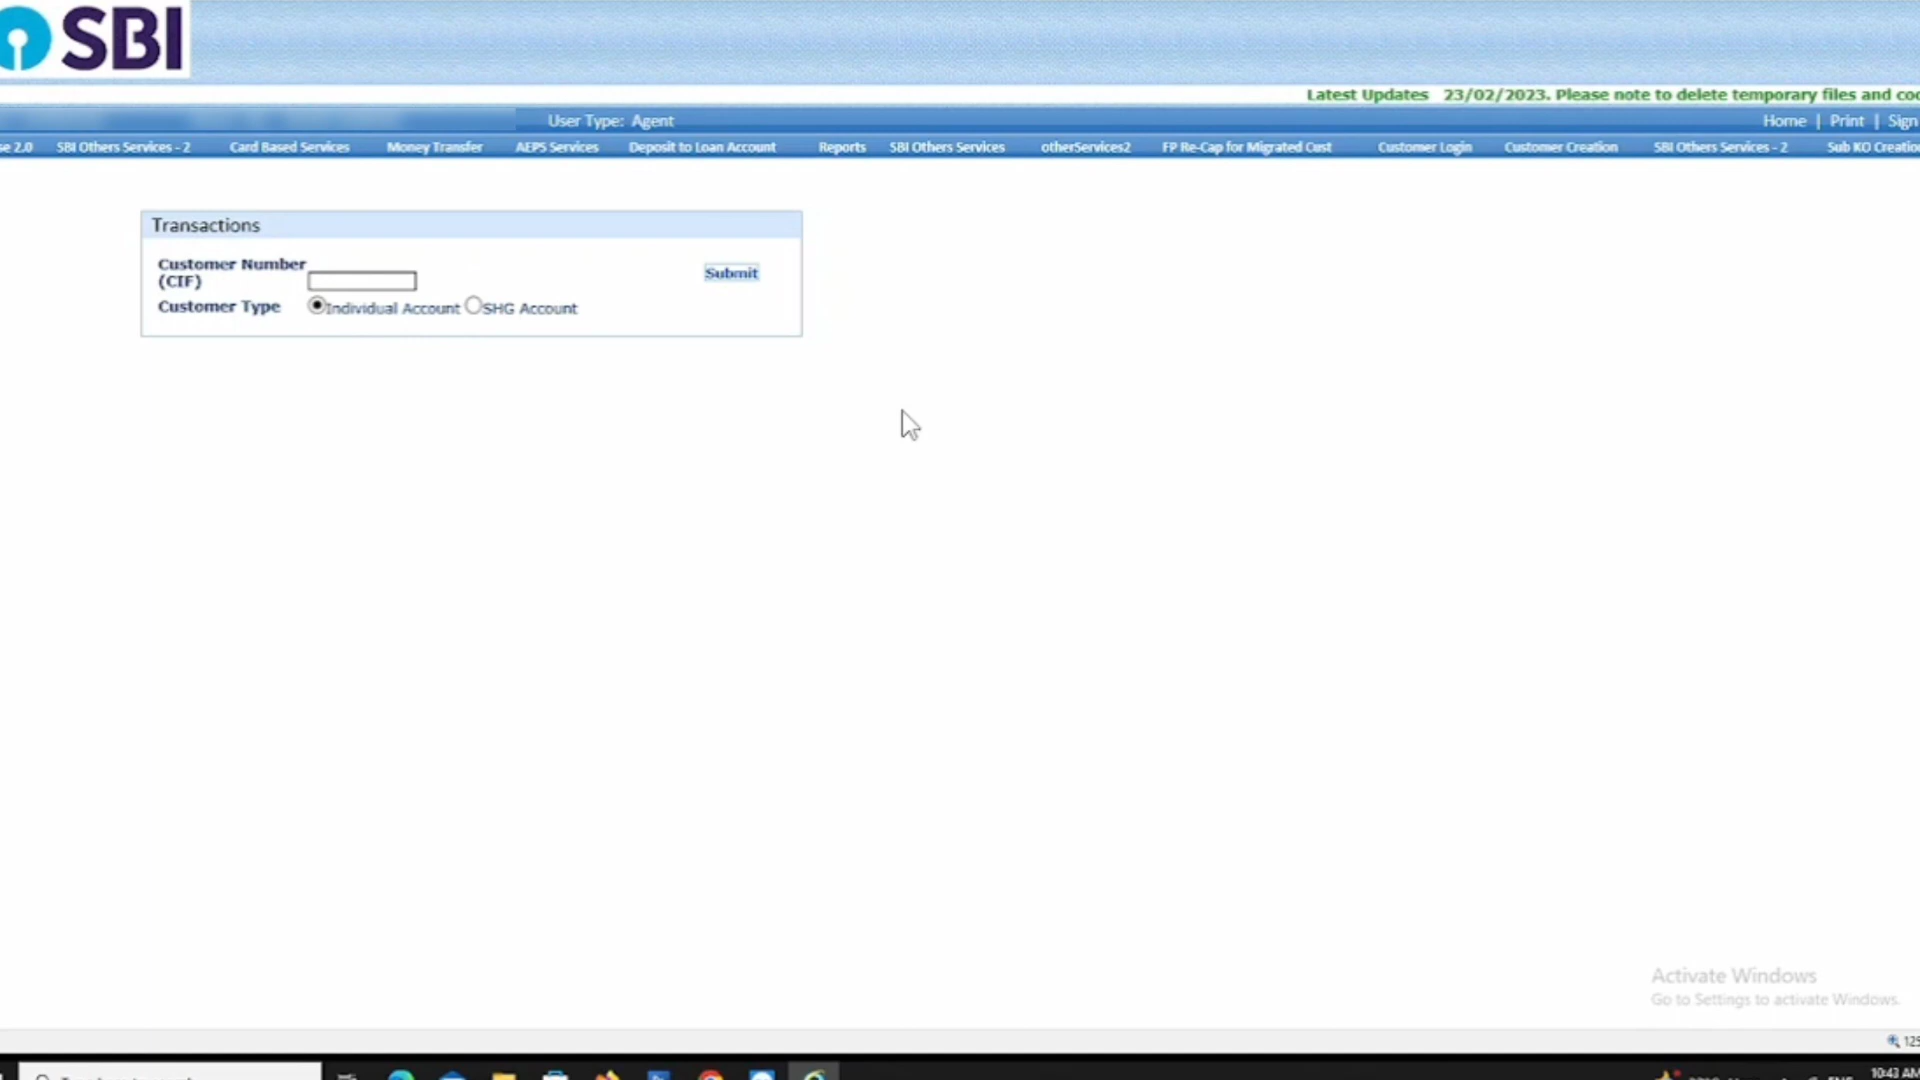 SBI
Latest Updates 23/02/2023. Please note to delete temporary files and
User Type: Agent
Home | Print | Sign
2.0 SBI Others Services - 2 Card Based Services Money Transfer AEPS Services Deposit to Loan Account Reports SBI Others Services otherServices2 FP Re-Cap for Migrated Cust Customer Login Customer Creation SBI Others Services - 2 Sub KO Creatio
Transactions
Customer Number
(CIF)
Submit
Customer Type Individual Account SHG Account
Activate Windows
Go to Settings to activate Windows.
125
10:43 AM